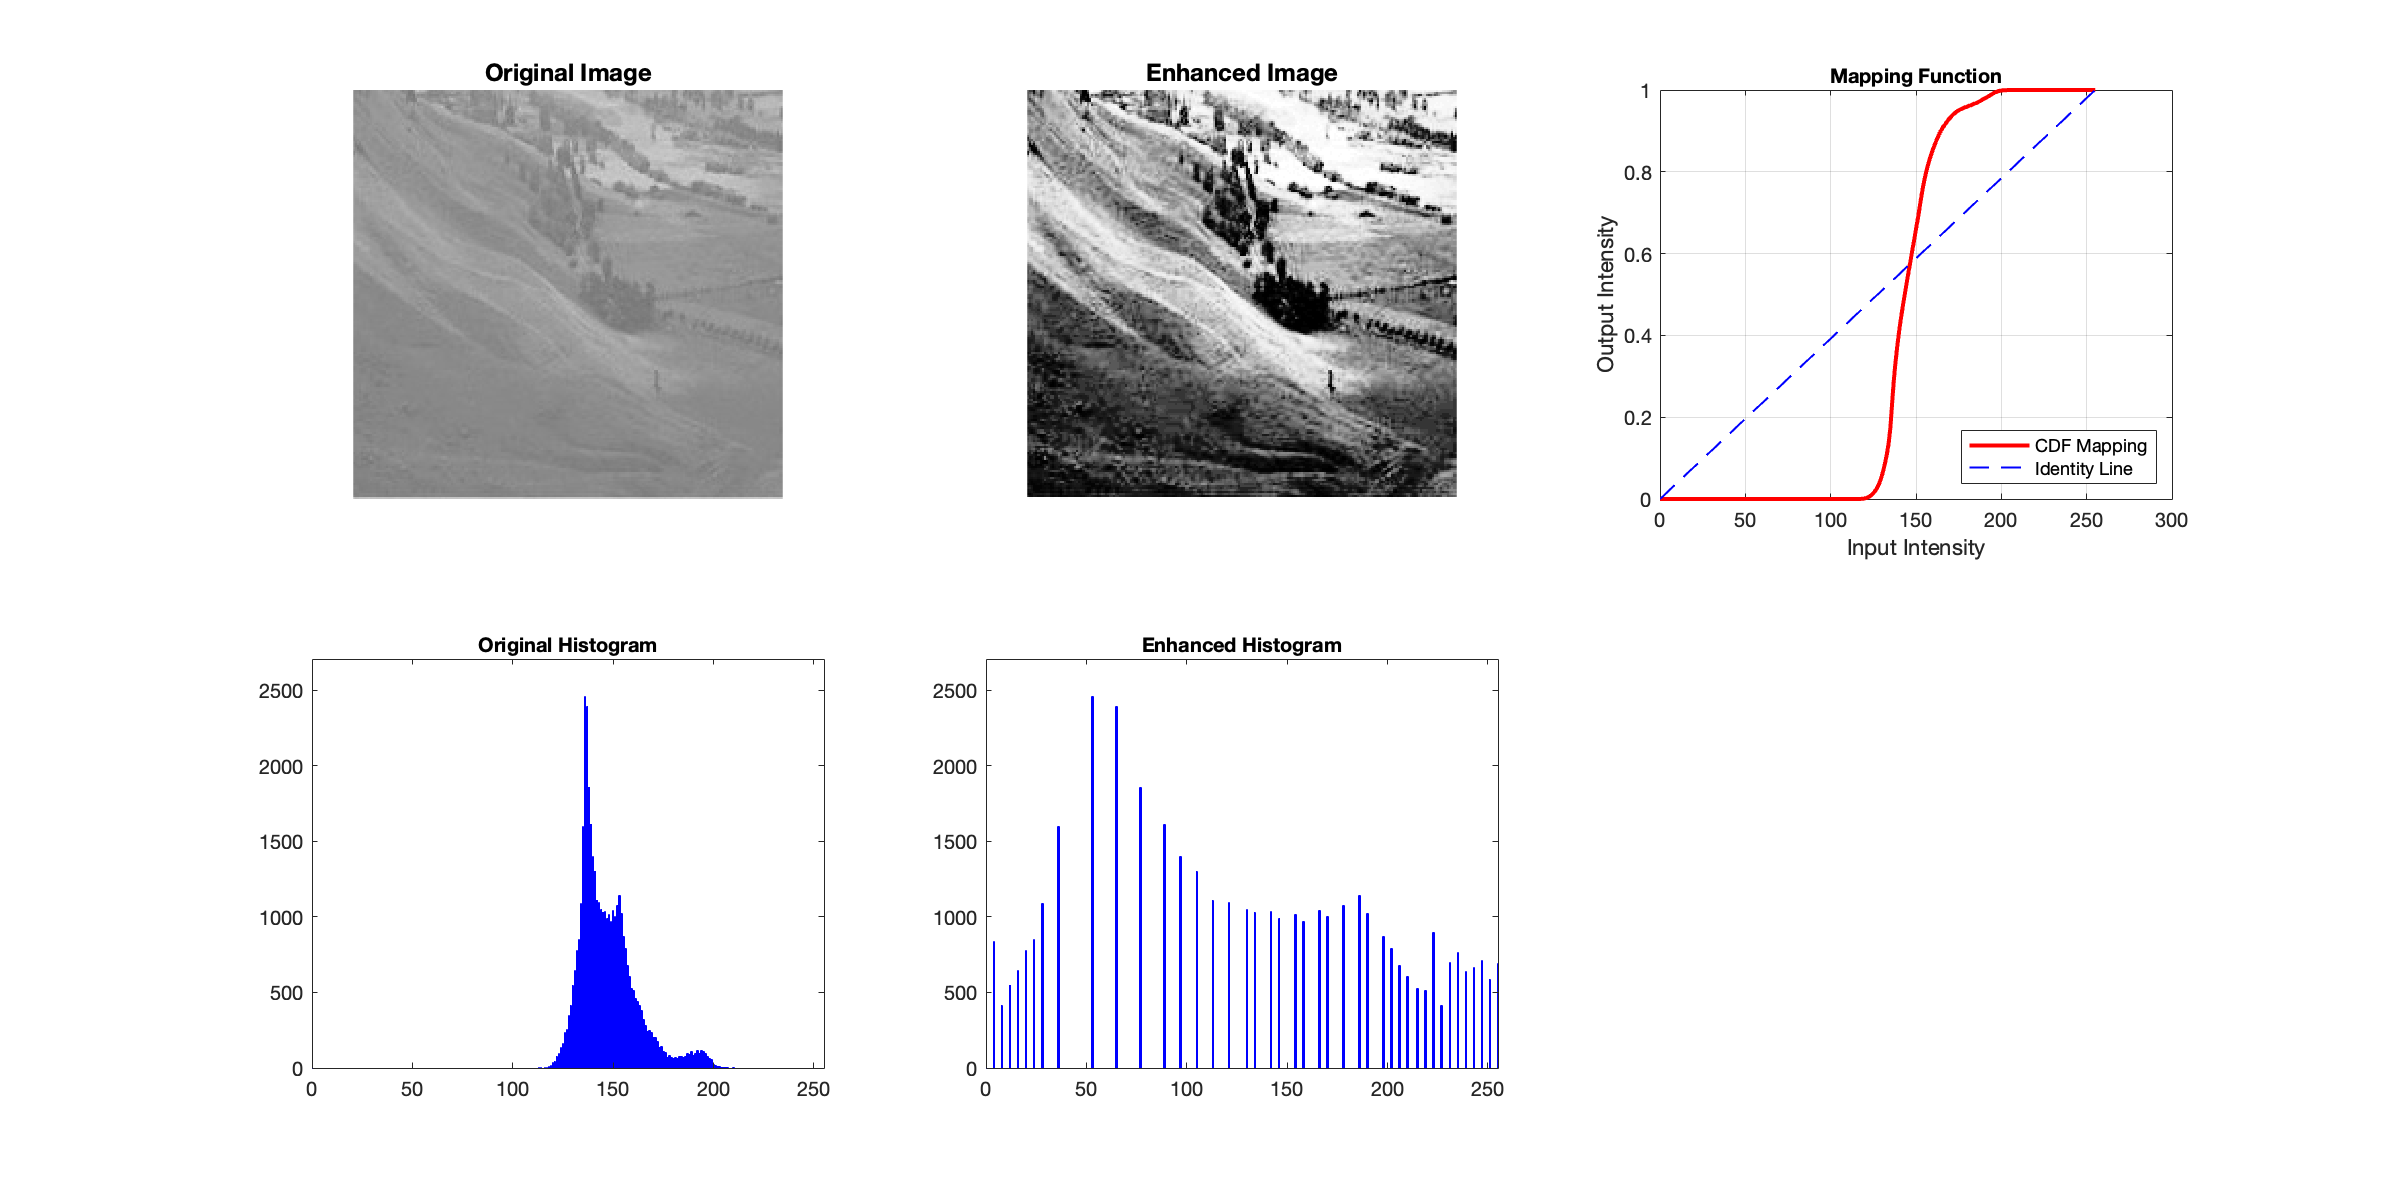 Original Image
Enhanced Image
Mapping Function
1
0.8
0.6
0.4
0.2
0
Output Intensity
CDF Mapping
Identity Line
0 50 100 150 200 250 300
Input Intensity
Original Histogram
2500
2000
1500
1000
500
0
0 50 100 150 200 250
Enhanced Histogram
2500
2000
1500
1000
500
0
0 50 100 150 200 250